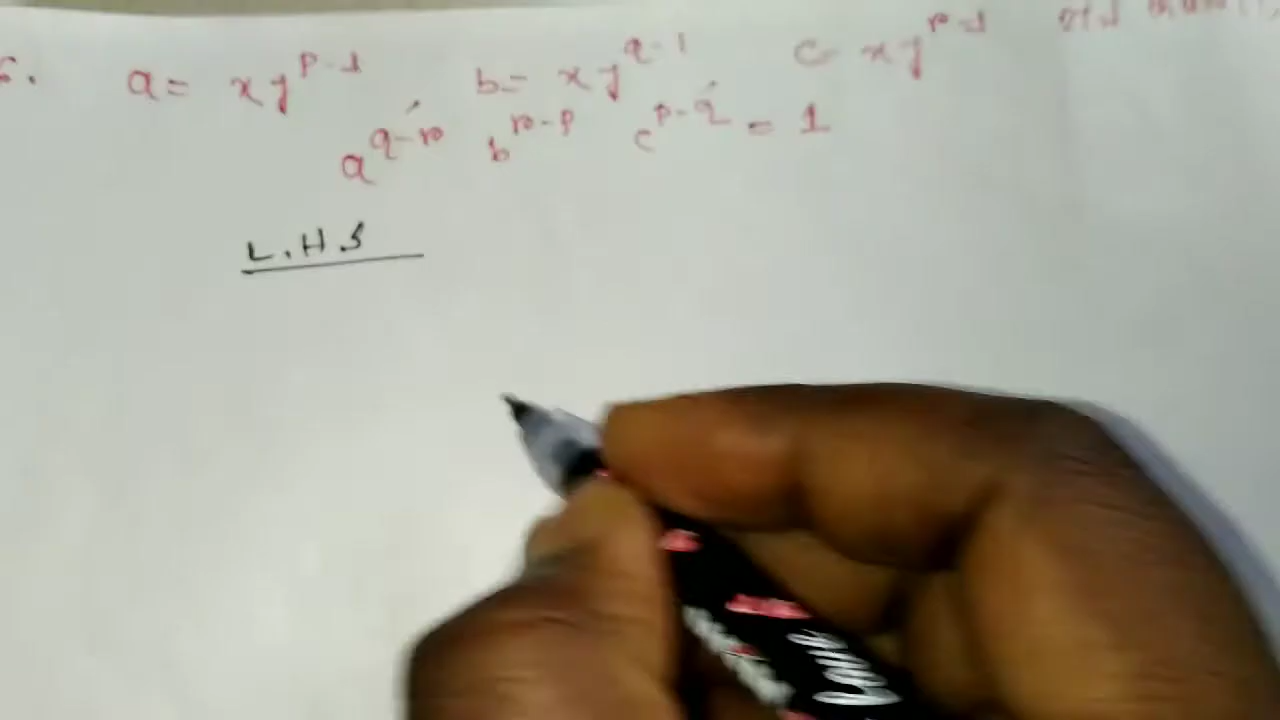 a = xy^{p-1} b = xy^{q-1} c = xy^{r-1}
a^{q-r} b^{r-p} c^{p-q} = 1
L.H.S